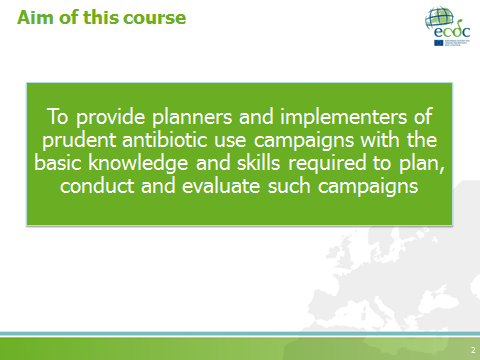 Aim of this course
ecdc
To provide planners and implementers of
prudent antibiotic use campaigns with the
basic knowledge and skills required to plan,
conduct and evaluate such campaigns
2